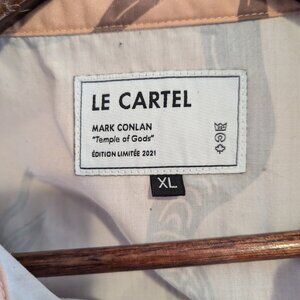 LE CARTEL
MARK CONLAN
"Temple of Gods"
ÉDITION LIMITÉE 2021
XL